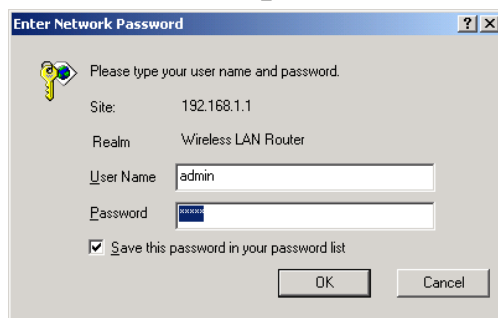 Enter Network Password
Please type your user name and password.
Site: 192.168.1.1
Realm Wireless LAN Router
User Name admin
Password *****
Save this password in your password list
OK Cancel